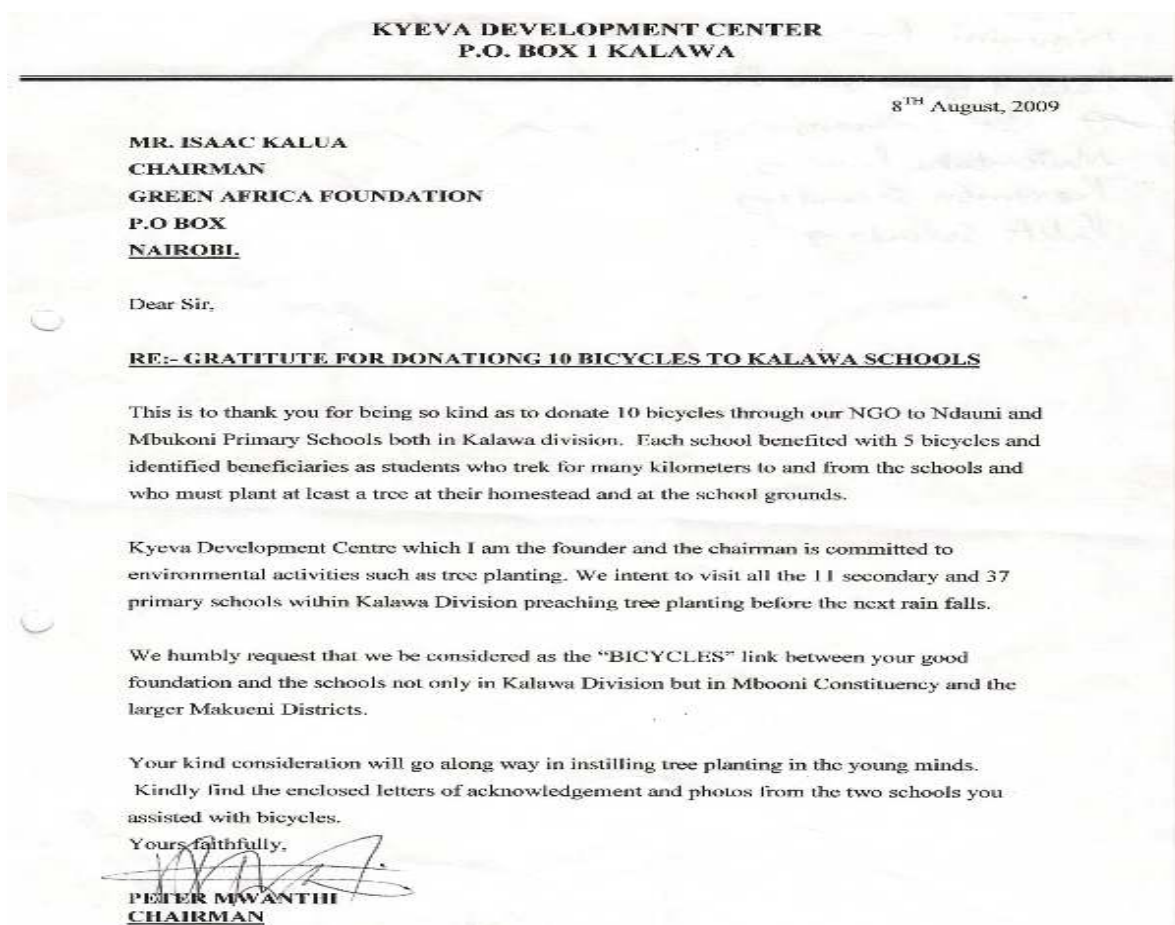 KYEVA DEVELOPMENT CENTER
P.O. BOX 1 KALAWA
8TH August, 2009
MR. ISAAC KALUA
CHAIRMAN
GREEN AFRICA FOUNDATION
P.O BOX
NAIROBI.
Dear Sir,
RE:- GRATITUTE FOR DONATIONG 10 BICYCLES TO KALAWA SCHOOLS
This is to thank you for being so kind as to donate 10 bicycles through our NGO to Ndauni and
Mbukoni Primary Schools both in Kalawa division. Each school benefited with 5 bicycles and
identified beneficiaries as students who trek for many kilometers to and from the schools and
who must plant at least a tree at their homestead and at the school grounds.
Kyeva Development Centre which I am the founder and the chairman is committed to
environmental activities such as tree planting. We intent to visit all the 11 secondary and 37
primary schools within Kalawa Division preaching tree planting before the next rain falls.
We humbly request that we be considered as the “BICYCLES” link between your good
foundation and the schools not only in Kalawa Division but in Mbooni Constituency and the
larger Makueni Districts.
Your kind consideration will go along way in instilling tree planting in the young minds.
Kindly find the enclosed letters of acknowledgement and photos from the two schools you
assisted with bicycles.
Yours faithfully,
PETER MWANTHI
CHAIRMAN